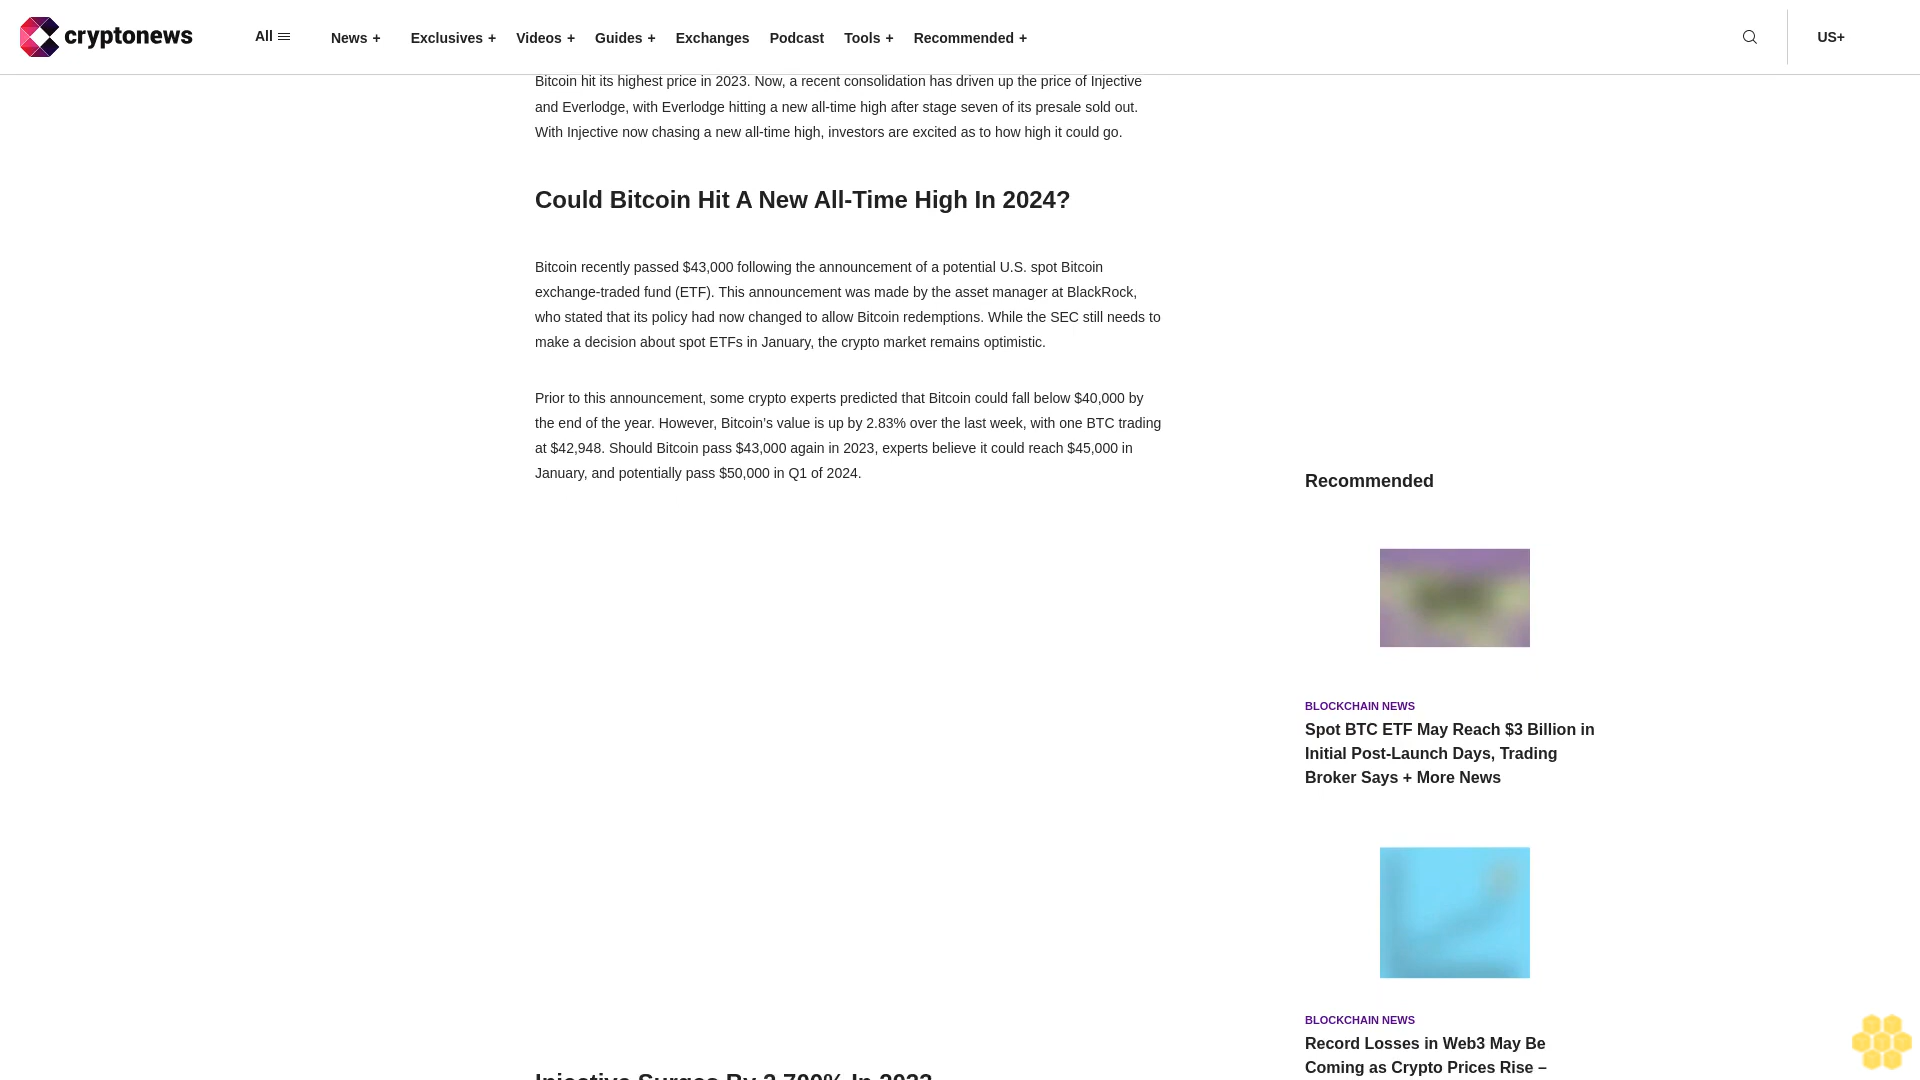 cryptonews
All
News +
Exclusives +
Videos +
Guides +
Exchanges
Podcast
Tools +
Recommended +
US+
Bitcoin hit its highest price in 2023. Now, a recent consolidation has driven up the price of Injective
and Everlodge, with Everlodge hitting a new all-time high after stage seven of its presale sold out.
With Injective now chasing a new all-time high, investors are excited as to how high it could go.
Could Bitcoin Hit A New All-Time High In 2024?
Bitcoin recently passed $43,000 following the announcement of a potential U.S. spot Bitcoin
exchange-traded fund (ETF). This announcement was made by the asset manager at BlackRock,
who stated that its policy had now changed to allow Bitcoin redemptions. While the SEC still needs to
make a decision about spot ETFs in January, the crypto market remains optimistic.
Prior to this announcement, some crypto experts predicted that Bitcoin could fall below $40,000 by
the end of the year. However, Bitcoin’s value is up by 2.83% over the last week, with one BTC trading
at $42,948. Should Bitcoin pass $43,000 again in 2023, experts believe it could reach $45,000 in
January, and potentially pass $50,000 in Q1 of 2024.
Injective Surges By 2,700% In 2023
Recommended
BLOCKCHAIN NEWS
Spot BTC ETF May Reach $3 Billion in
Initial Post-Launch Days, Trading
Broker Says + More News
BLOCKCHAIN NEWS
Record Losses in Web3 May Be
Coming as Crypto Prices Rise –